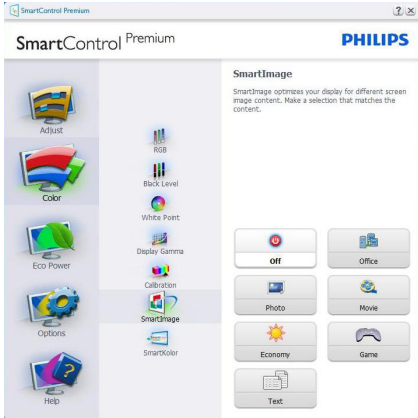 SmartControl Premium
SmartControl Premium
PHILIPS
Adjust
Color
Eco Power
Options
Help
RGB
Black Level
White Point
Display Gamma
Calibration
SmartImage
SmartKolor
SmartImage
SmartImage optimizes your display for different screen
image content. Make a selection that matches the
content.
Off
Office
Photo
Movie
Economy
Game
Text